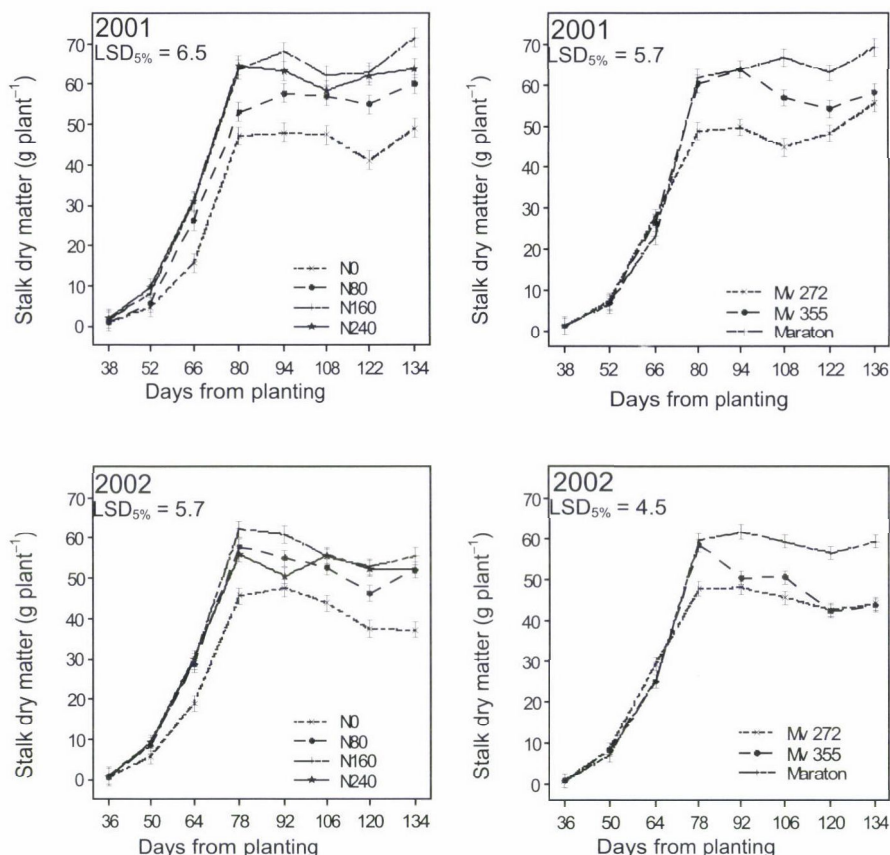 2001
LSD5% = 6.5
Stalk dry matter (g plant⁻¹)
70
60
50
40
30
20
10
0
N0
N80
N160
N240
38 52 66 80 94 108 122 134
Days from planting
2001
LSD5% = 5.7
Stalk dry matter (g plant⁻¹)
70
60
50
40
30
20
10
0
Mv 272
Mv 355
Maraton
38 52 66 80 94 108 122 136
Days from planting
2002
LSD5% = 5.7
Stalk dry matter (g plant⁻¹)
70
60
50
40
30
20
10
0
N0
N80
N160
N240
36 50 64 78 92 106 120 134
Days from planting
2002
LSD5% = 4.5
Stalk dry matter (g plant⁻¹)
70
60
50
40
30
20
10
0
Mv 272
Mv 355
Maraton
36 50 64 78 92 106 120 134
Days from planting